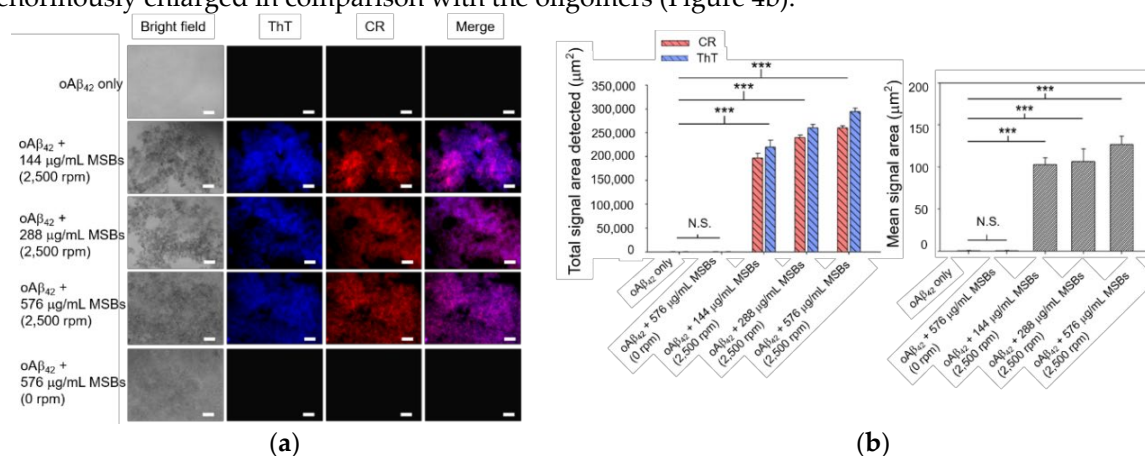 enormously enlarged in comparison with the oligomers (Figure 4b).
Bright field
ThT
CR
Merge
oAβ₄₂ only
oAβ₄₂ +
144 µg/mL MSBs
(2,500 rpm)
oAβ₄₂ +
288 µg/mL MSBs
(2,500 rpm)
oAβ₄₂ +
576 µg/mL MSBs
(2,500 rpm)
oAβ₄₂ +
576 µg/mL MSBs
(0 rpm)
(a)
CR
ThT
Total signal area detected (µm²)
350,000
300,000
250,000
200,000
150,000
100,000
50,000
0
***
***
***
N.S.
oAβ₄₂ only
oAβ₄₂ + 576 µg/mL MSBs
(0 rpm)
oAβ₄₂ + 144 µg/mL MSBs
(2,500 rpm)
oAβ₄₂ + 288 µg/mL MSBs
(2,500 rpm)
oAβ₄₂ + 576 µg/mL MSBs
(2,500 rpm)
Mean signal area (µm²)
200
150
100
50
0
***
***
***
N.S.
oAβ₄₂ only
oAβ₄₂ + 576 µg/mL MSBs
(0 rpm)
oAβ₄₂ + 144 µg/mL MSBs
(2,500 rpm)
oAβ₄₂ + 288 µg/mL MSBs
(2,500 rpm)
oAβ₄₂ + 576 µg/mL MSBs
(2,500 rpm)
(b)